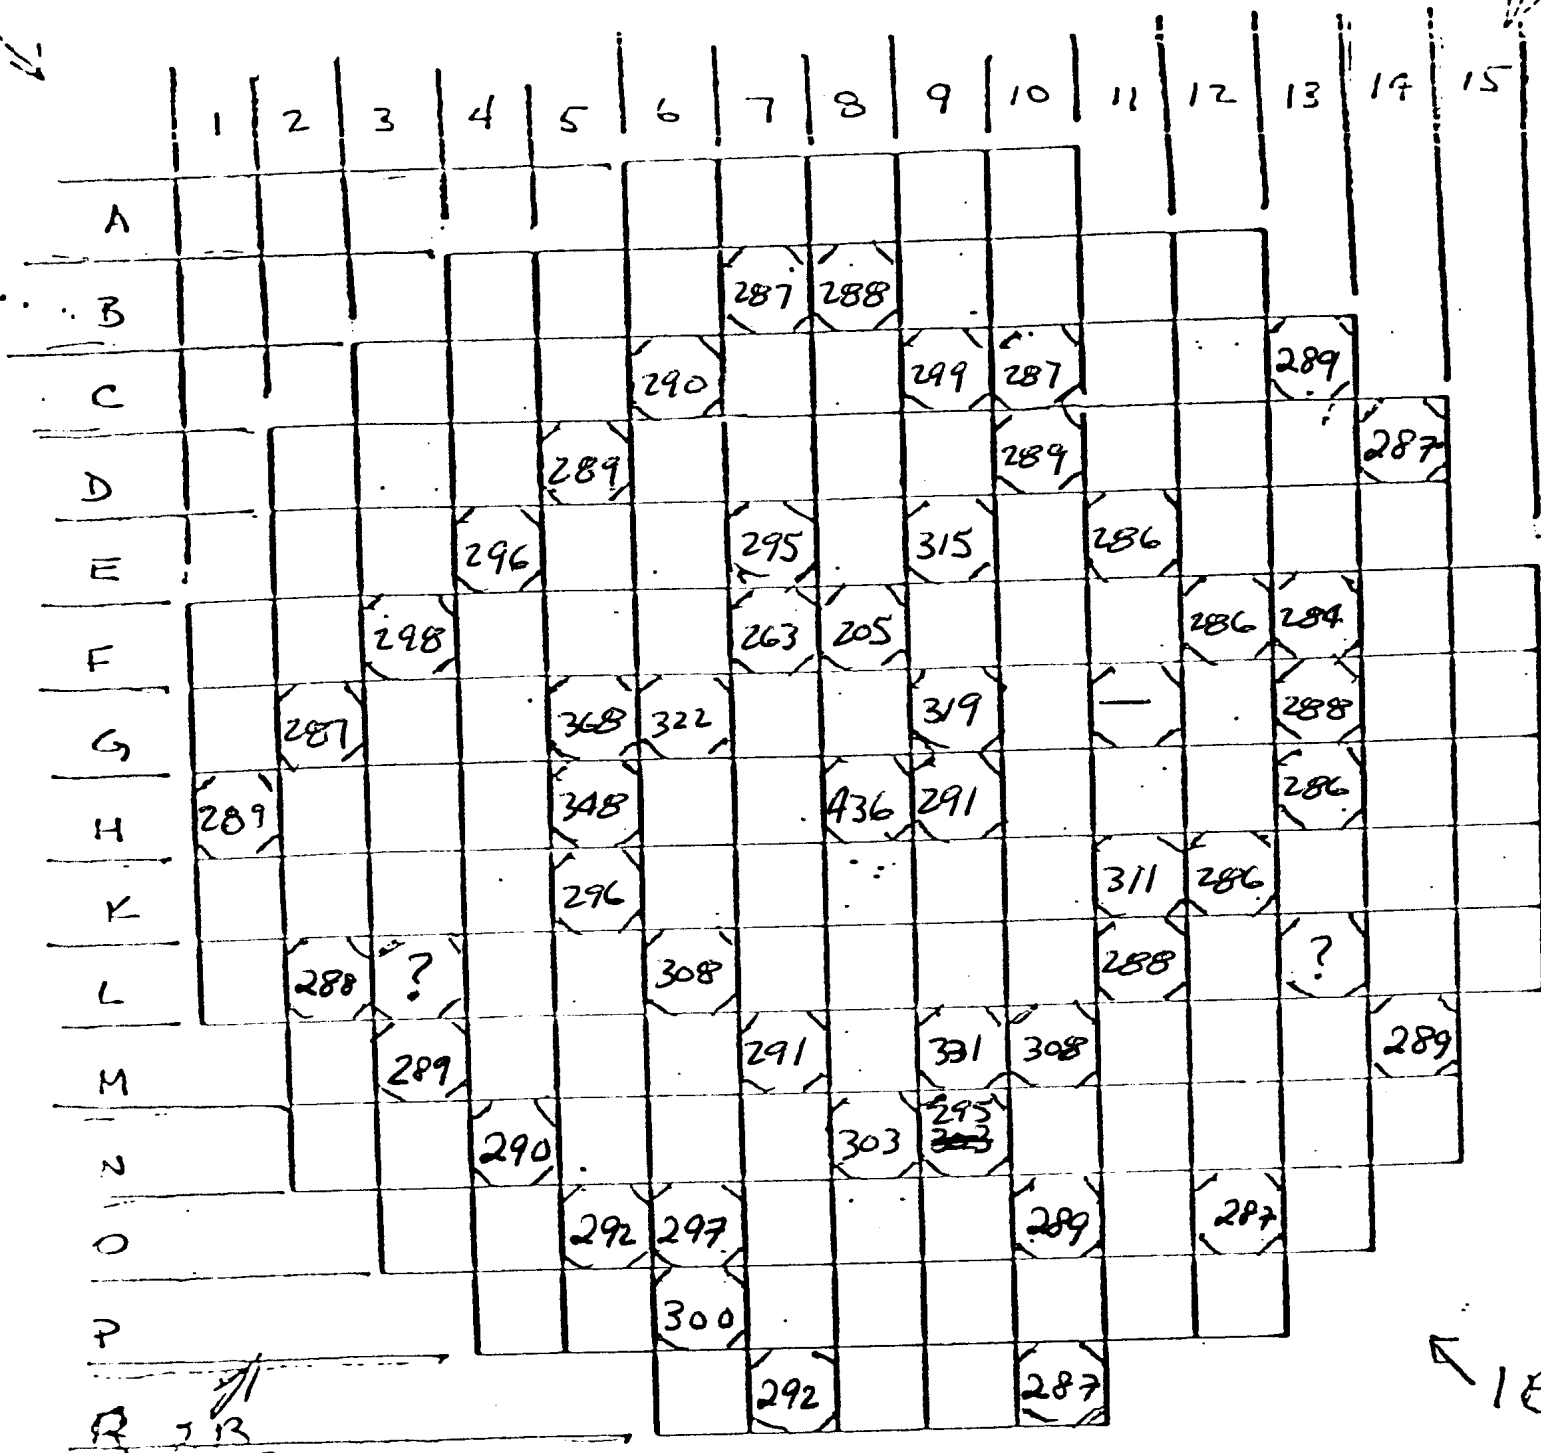 1 2 3 4 5 6 7 8 9 10 11 12 13 14 15
A
B 287 288
C 290 299 287 289
D 289 289 287
E 296 295 315 286
F 298 263 205 286 284
G 287 368 322 319 — 288
H 289 348 436 291 286
K 296 311 286
L 288 ? 308 288 ?
M 289 291 331 308 289
N 290 303 295
O 292 297 289 287
P 300
R 292 287